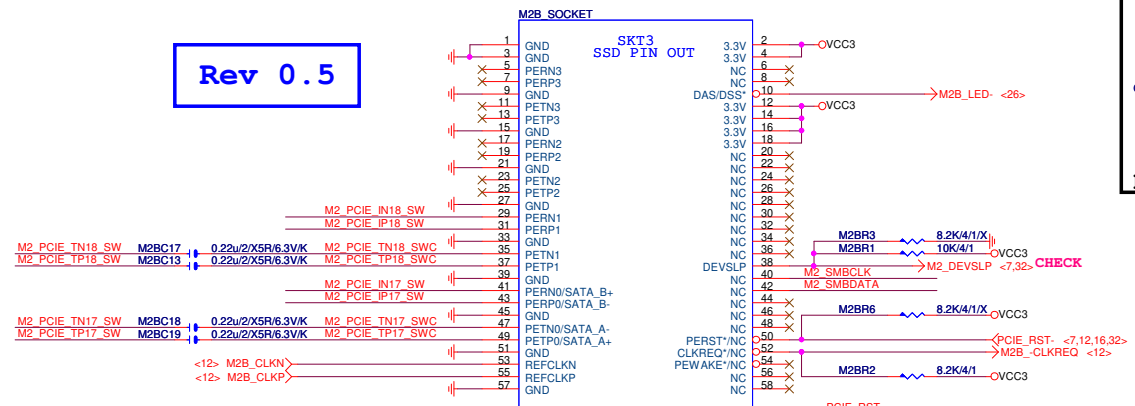 M2B_SOCKET
SKT3
SSD PIN OUT
Rev 0.5
1 GND 3.3V 2 VCC3
3 GND 3.3V 4
5 PERN3 NC 6
7 PERP3 NC 8
9 GND DAS/DSS* 10 M2B_LED- <26>
11 PETN3 3.3V 12 VCC3
13 PETP3 3.3V 14
15 GND 3.3V 16
17 PERN2 3.3V 18
19 PERP2 NC 20
21 GND NC 22
23 PETN2 NC 24
25 PETP2 NC 26
27 GND NC 28
M2_PCIE_IN18_SW 29 PERN1 NC 30
M2_PCIE_IP18_SW 31 PERP1 NC 32
33 GND NC 34 M2BR3 8.2K/4/1/X
M2_PCIE_TN18_SW M2BC17 0.22u/2/X5R/6.3V/K M2_PCIE_TN18_SWC 35 PETN1 NC 36 M2BR1 10K/4/1 VCC3
M2_PCIE_TP18_SW M2BC13 0.22u/2/X5R/6.3V/K M2_PCIE_TP18_SWC 37 PETP1 DEVSLP 38 M2_DEVSLP <7,32> CHECK
39 GND NC 40 M2_SMBCLK
M2_PCIE_IN17_SW 41 PERN0/SATA_B+ NC 42 M2_SMBDATA
M2_PCIE_IP17_SW 43 PERP0/SATA_B- NC 44
45 GND NC 46 M2BR6 8.2K/4/1/X VCC3
M2_PCIE_TN17_SW M2BC18 0.22u/2/X5R/6.3V/K M2_PCIE_TN17_SWC 47 PETN0/SATA_A- NC 48
M2_PCIE_TP17_SW M2BC19 0.22u/2/X5R/6.3V/K M2_PCIE_TP17_SWC 49 PETP0/SATA_A+ PERST*/NC 50 PCIE_RST- <7,12,16,32>
51 GND CLKREQ*/NC 52 M2B_-CLKREQ <12>
<12> M2B_CLKN 53 REFCLKN PEWAKE*/NC 54
<12> M2B_CLKP 55 REFCLKP NC 56 M2BR2 8.2K/4/1 VCC3
57 GND NC 58